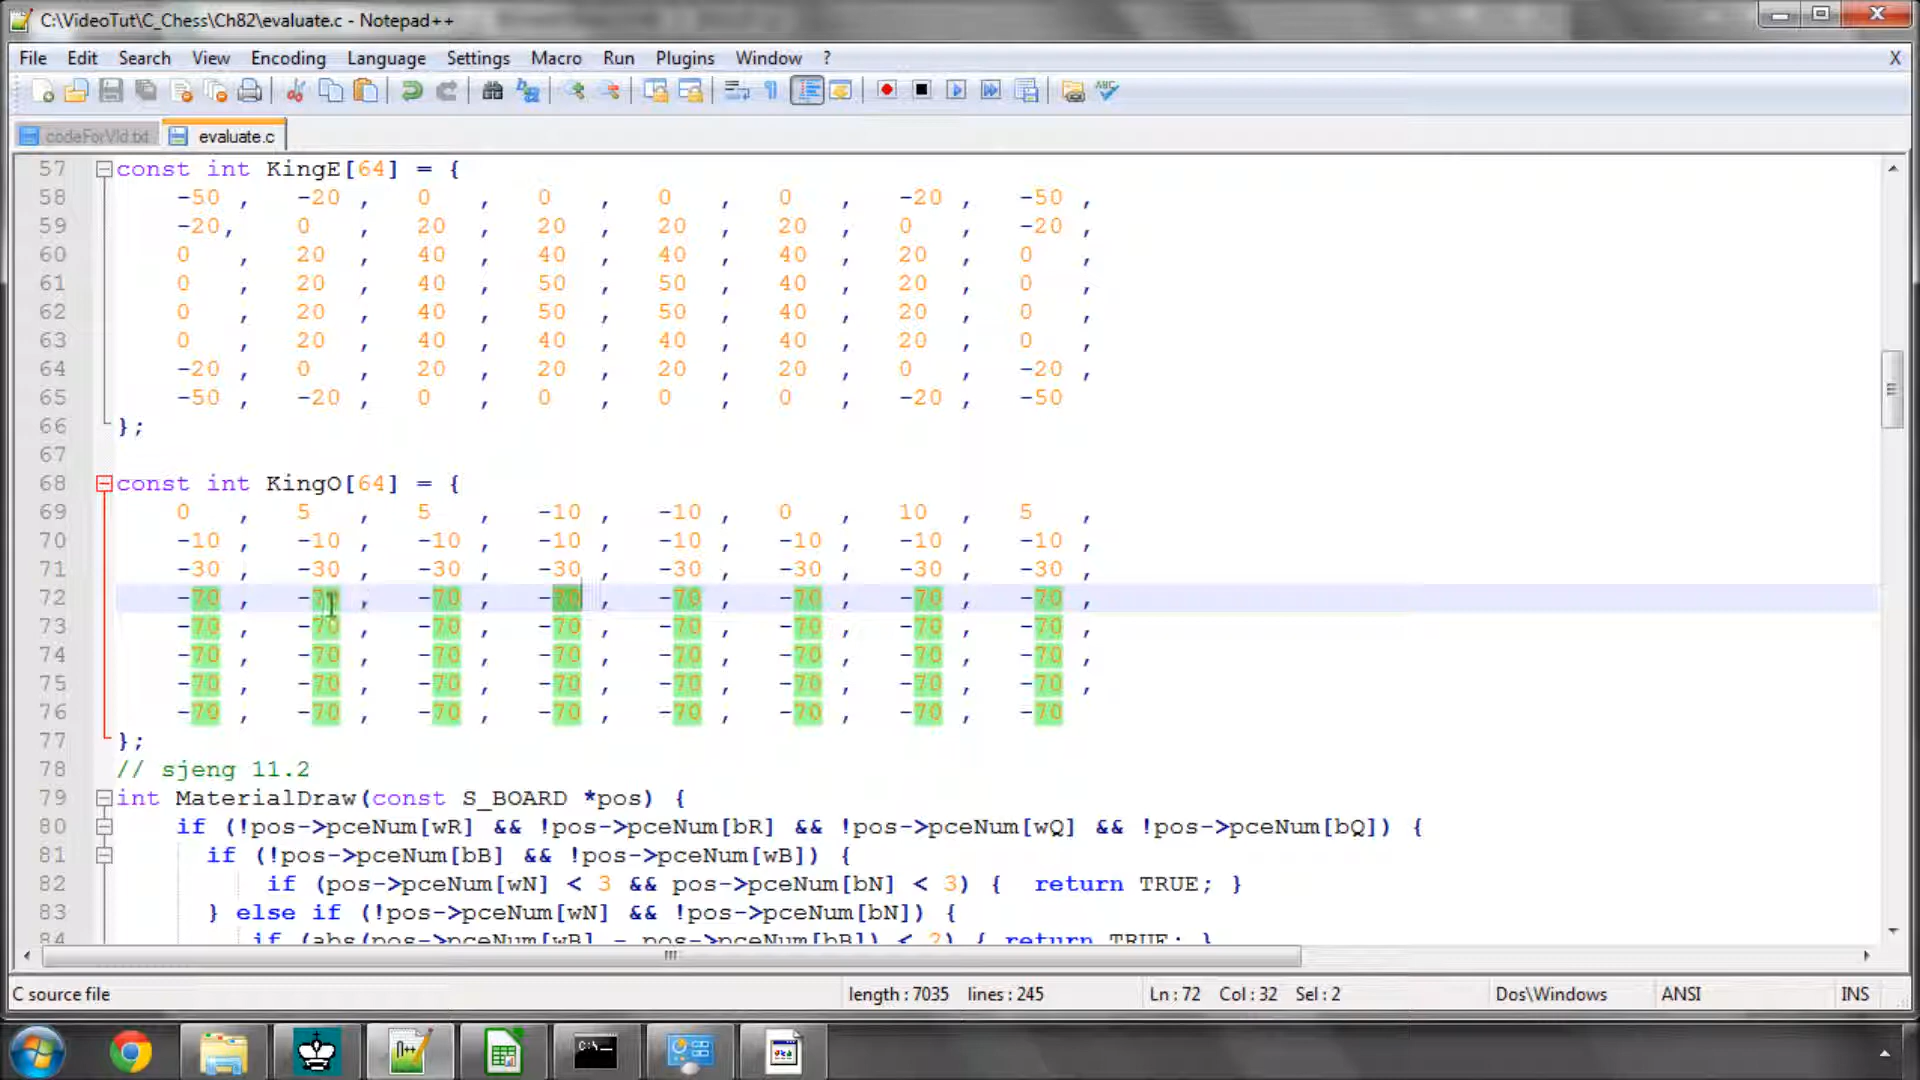 C:\VideoTut\C_Chess\Ch82\evaluate.c - Notepad++
File Edit Search View Encoding Language Settings Macro Run Plugins Window ? X
codeForVid.txt evaluate.c
57 const int KingE[64] = {
58 -50 , -20 , 0 , 0 , 0 , 0 , -20 , -50 ,
59 -20, 0 , 20 , 20 , 20 , 20 , 0 , -20 ,
60 0 , 20 , 40 , 40 , 40 , 40 , 20 , 0 ,
61 0 , 20 , 40 , 50 , 50 , 40 , 20 , 0 ,
62 0 , 20 , 40 , 50 , 50 , 40 , 20 , 0 ,
63 0 , 20 , 40 , 40 , 40 , 40 , 20 , 0 ,
64 -20 , 0 , 20 , 20 , 20 , 20 , 0 , -20 ,
65 -50 , -20 , 0 , 0 , 0 , 0 , -20 , -50
66 };
67
68 const int KingO[64] = {
69 0 , 5 , 5 , -10 , -10 , 0 , 10 , 5 ,
70 -10 , -10 , -10 , -10 , -10 , -10 , -10 , -10 ,
71 -30 , -30 , -30 , -30 , -30 , -30 , -30 , -30 ,
72 -70 , -70 , -70 , -70 , -70 , -70 , -70 , -70 ,
73 -70 , -70 , -70 , -70 , -70 , -70 , -70 , -70 ,
74 -70 , -70 , -70 , -70 , -70 , -70 , -70 , -70 ,
75 -70 , -70 , -70 , -70 , -70 , -70 , -70 , -70 ,
76 -70 , -70 , -70 , -70 , -70 , -70 , -70 , -70
77 };
78 // sjeng 11.2
79 int MaterialDraw(const S_BOARD *pos) {
80 if (!pos->pceNum[wR] && !pos->pceNum[bR] && !pos->pceNum[wQ] && !pos->pceNum[bQ]) {
81 if (!pos->pceNum[bB] && !pos->pceNum[wB]) {
82 if (pos->pceNum[wN] < 3 && pos->pceNum[bN] < 3) { return TRUE; }
83 } else if (!pos->pceNum[wN] && !pos->pceNum[bN]) {
84 if (abs(pos->pceNum[wB] - pos->pceNum[bB]) < 2) { return TRUE; }
C source file length : 7035 lines : 245 Ln : 72 Col : 32 Sel : 2 Dos\Windows ANSI INS